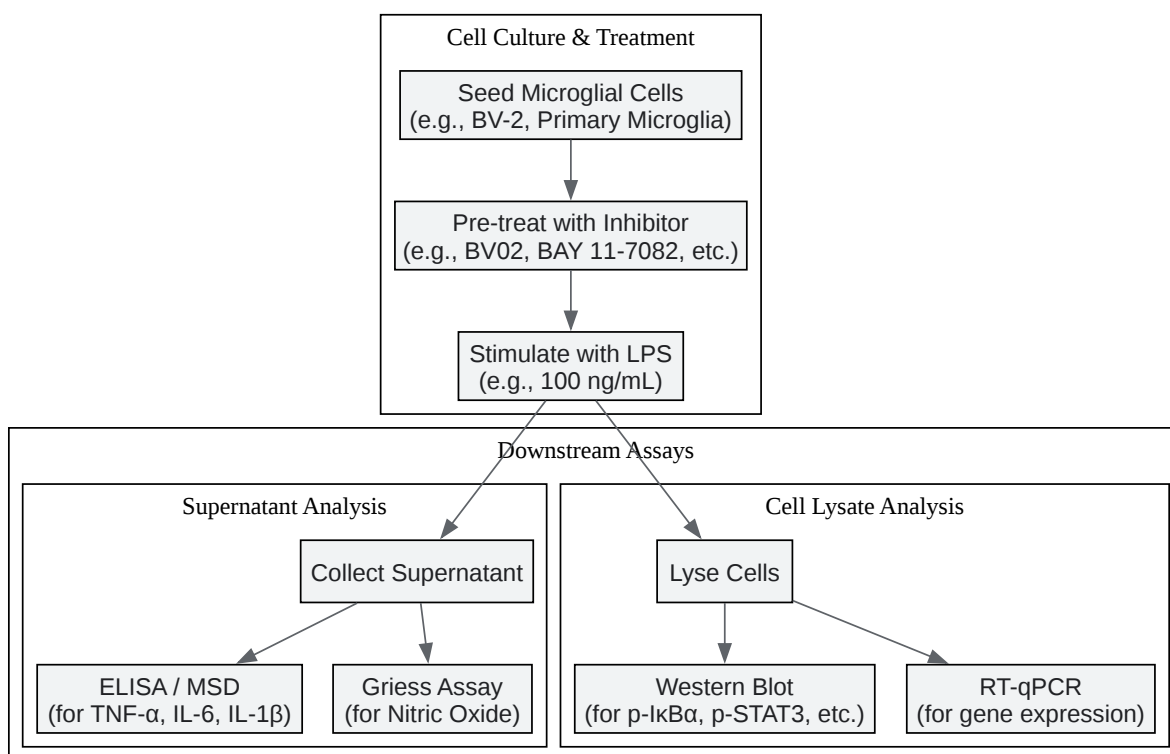 Cell Culture & Treatment
Seed Microglial Cells
(e.g., BV-2, Primary Microglia)
Pre-treat with Inhibitor
(e.g., BV02, BAY 11-7082, etc.)
Stimulate with LPS
(e.g., 100 ng/mL)
Downstream Assays
Supernatant Analysis
Collect Supernatant
ELISA / MSD
(for TNF-α, IL-6, IL-1β)
Griess Assay
(for Nitric Oxide)
Cell Lysate Analysis
Lyse Cells
Western Blot
(for p-IκBα, p-STAT3, etc.)
RT-qPCR
(for gene expression)